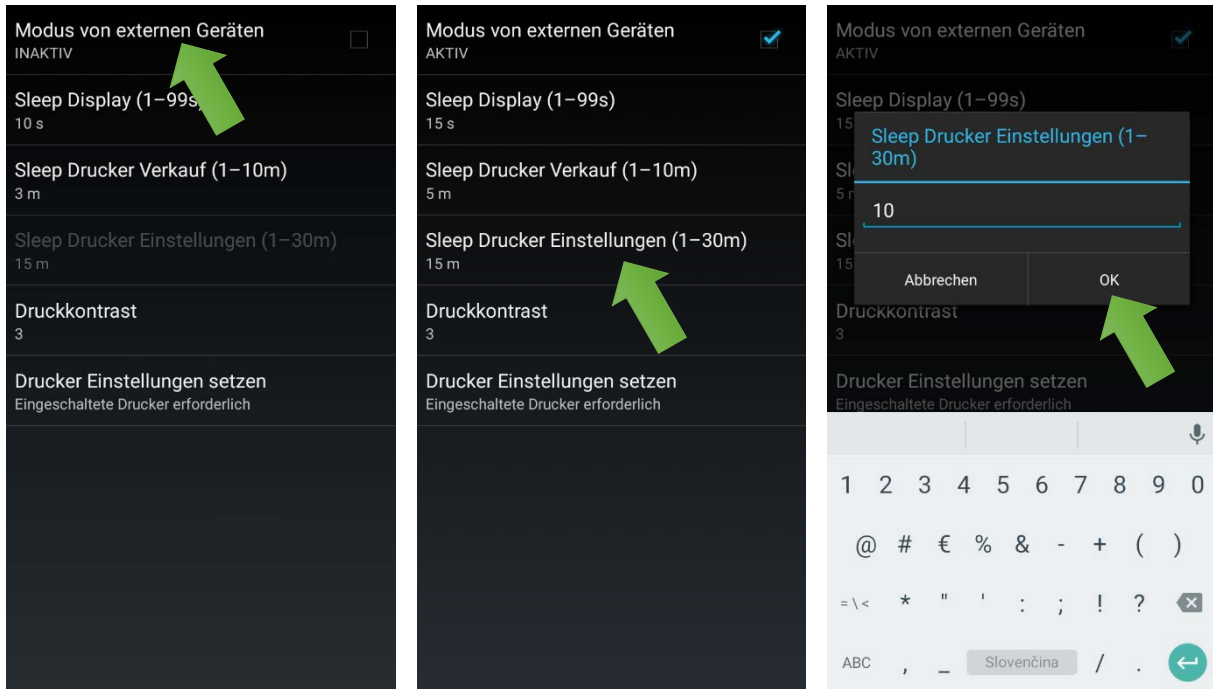 Modus von externen Geräten
INAKTIV
Sleep Display (1–99s)
10 s
Sleep Drucker Verkauf (1–10m)
3 m
Sleep Drucker Einstellungen (1–30m)
15 m
Druckkontrast
3
Drucker Einstellungen setzen
Eingeschaltete Drucker erforderlich
Modus von externen Geräten
AKTIV
Sleep Display (1–99s)
15 s
Sleep Drucker Verkauf (1–10m)
5 m
Sleep Drucker Einstellungen (1–30m)
15 m
Druckkontrast
3
Drucker Einstellungen setzen
Eingeschaltete Drucker erforderlich
Modus von externen Geräten
AKTIV
Sleep Display (1–99s)
15
Sleep Drucker Einstellungen (1–
30m)
Sl
5 m
10
Sl
15
Abbrechen OK
Druckkontrast
3
Drucker Einstellungen setzen
Eingeschaltete Drucker erforderlich
1 2 3 4 5 6 7 8 9 0
@ # € % & - + ( )
= \ < * " ' : ; ! ?
ABC , _ Slovenčina / .